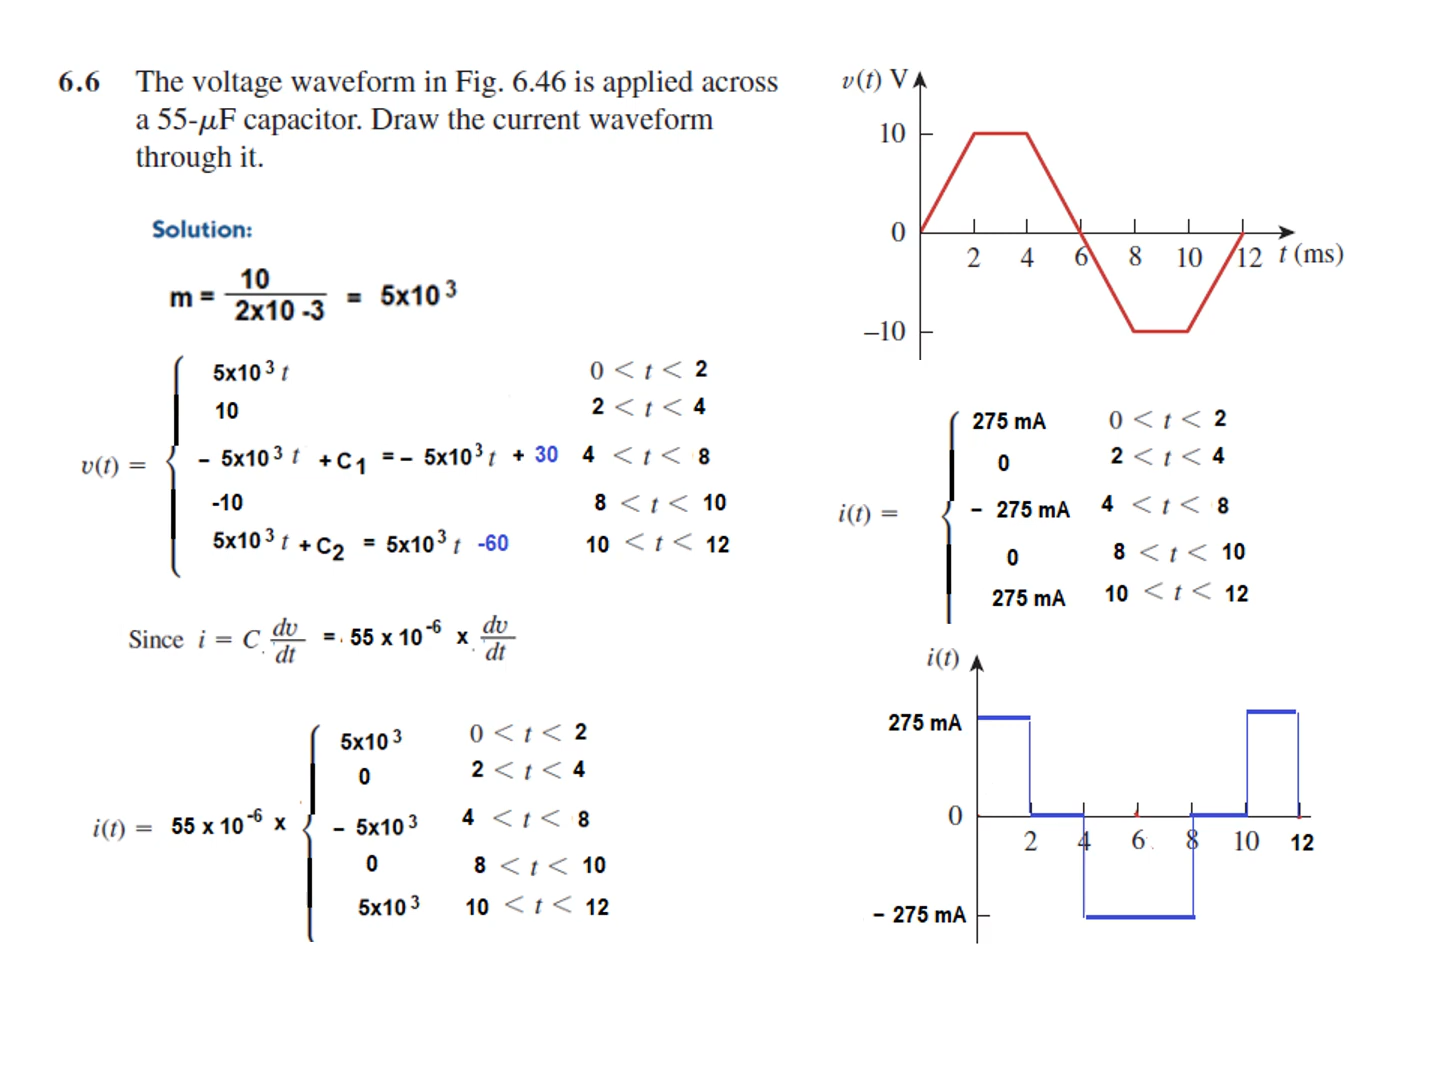 6.6 The voltage waveform in Fig. 6.46 is applied across
a 55-μF capacitor. Draw the current waveform
through it.
Solution:
m = 10 / 2x10 -3 = 5x10 3
v(t) =
5x10 3 t 0 < t < 2
10 2 < t < 4
- 5x10 3 t + C1 = - 5x10 3 t + 30 4 < t < 8
-10 8 < t < 10
5x10 3 t + C2 = 5x10 3 t -60 10 < t < 12
Since i = C dv/dt = . 55 x 10 -6 x dv/dt
i(t) = 55 x 10 -6 x
5x10 3 0 < t < 2
0 2 < t < 4
- 5x10 3 4 < t < 8
0 8 < t < 10
5x10 3 10 < t < 12
v(t) V
10
0
2 4 6 8 10 12 t (ms)
–10
i(t) =
275 mA 0 < t < 2
0 2 < t < 4
- 275 mA 4 < t < 8
0 8 < t < 10
275 mA 10 < t < 12
i(t)
275 mA
0
2 4 6 8 10 12
- 275 mA